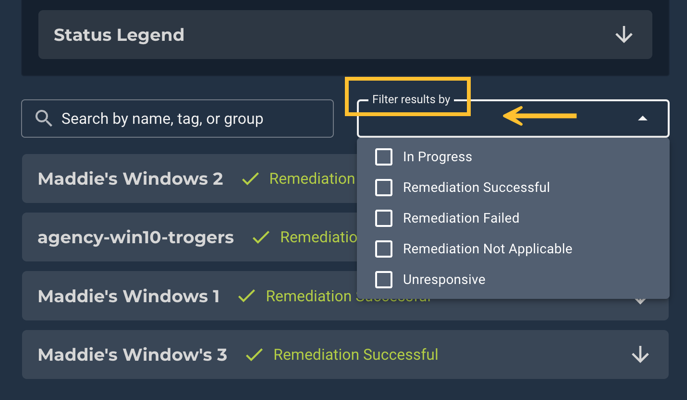 Status Legend
Filter results by
Search by name, tag, or group
In Progress
Remediation Successful
Remediation Failed
Remediation Not Applicable
Unresponsive
Maddie's Windows 2
Remediation
agency-win10-trogers
Remediatio
Maddie's Windows 1
Remediation Successful
Maddie's Window's 3
Remediation Successful